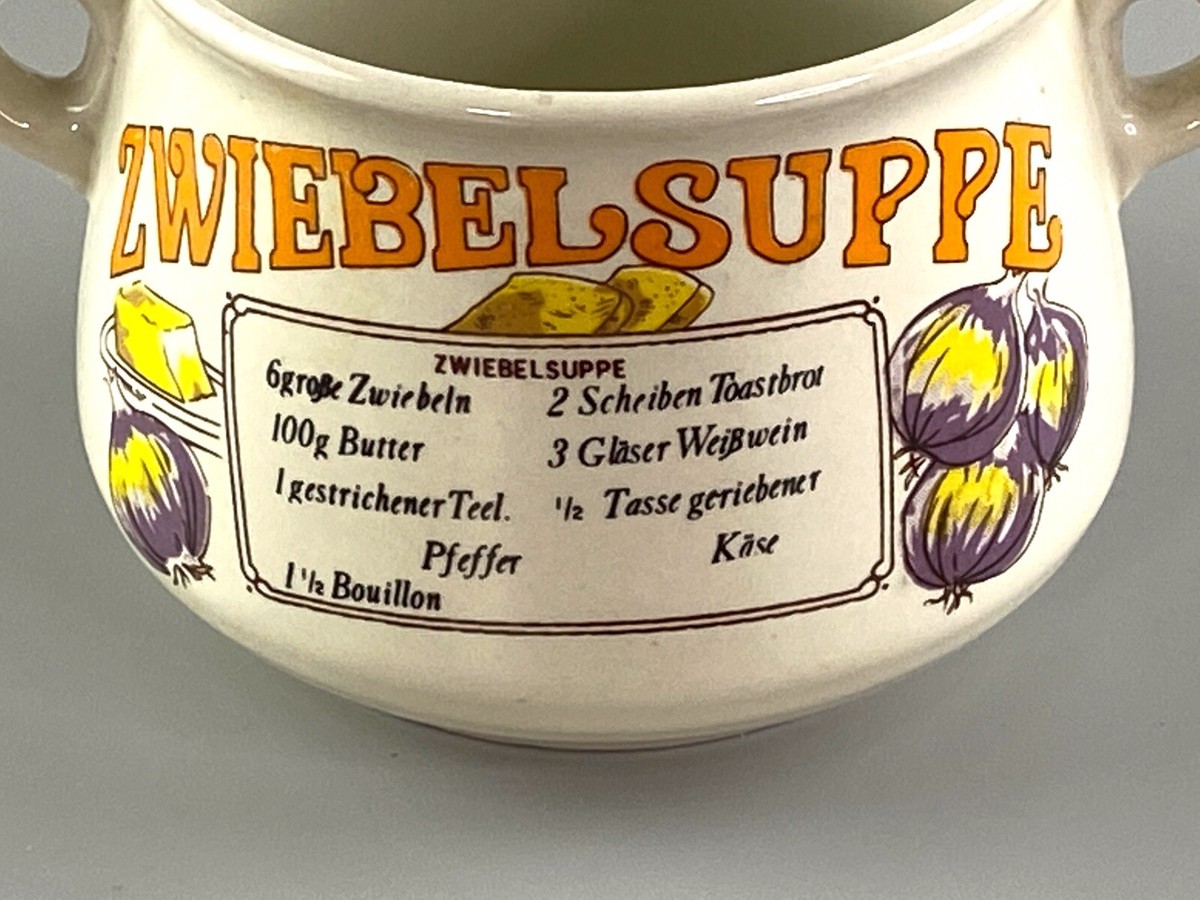 ZWIEBELSUPPE
ZWIEBELSUPPE
6 große Zwiebeln
100g Butter
1 gestrichener Teel.
Pfeffer
1 1/2 Bouillon
2 Scheiben Toastbrot
3 Gläser Weißwein
1/2 Tasse geriebener
Käse